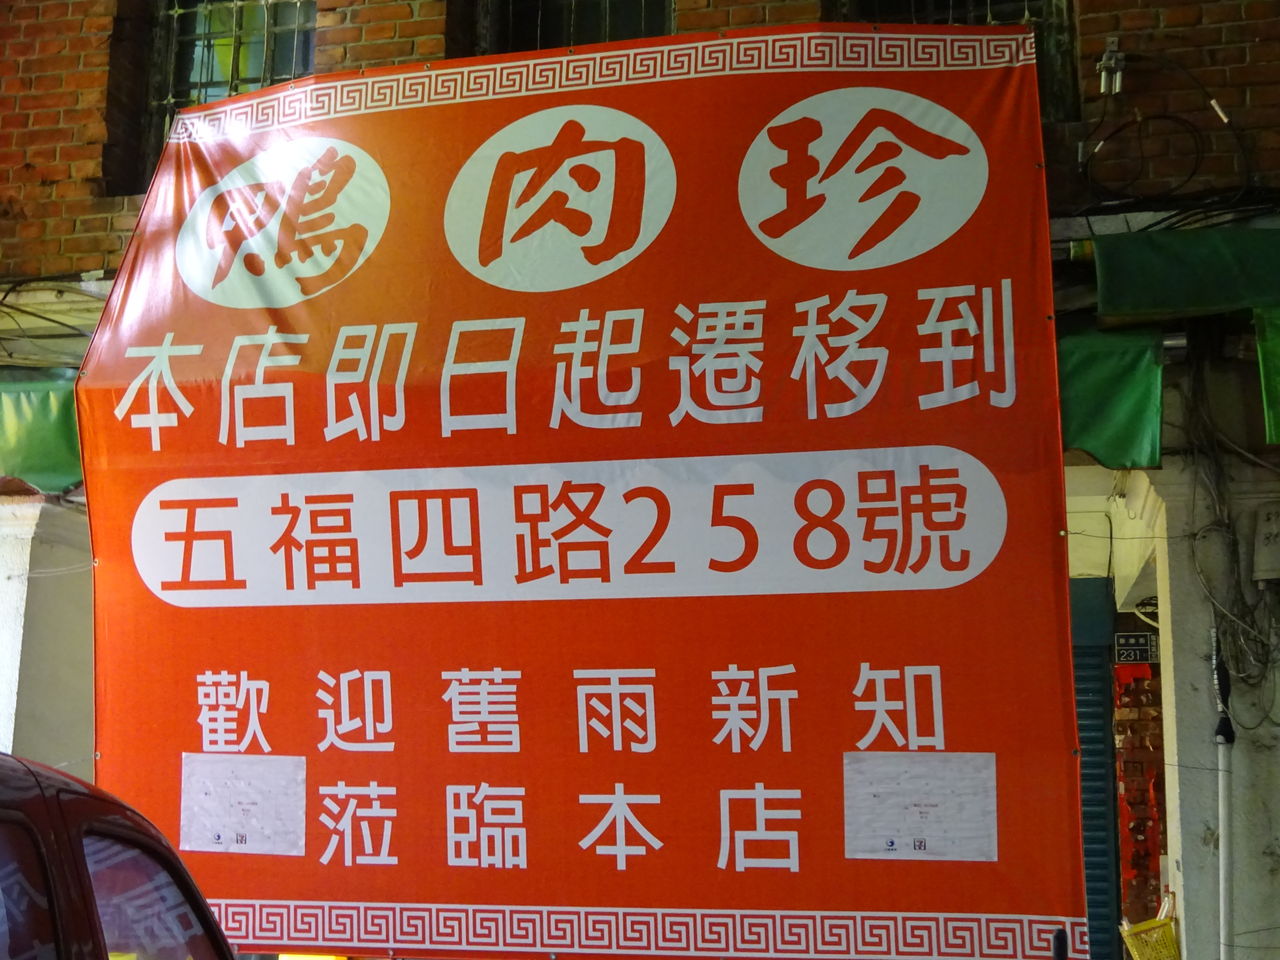 鴨肉珍
本店即日起遷移到
五福四路258號
歡迎舊雨新知
蒞臨本店
231